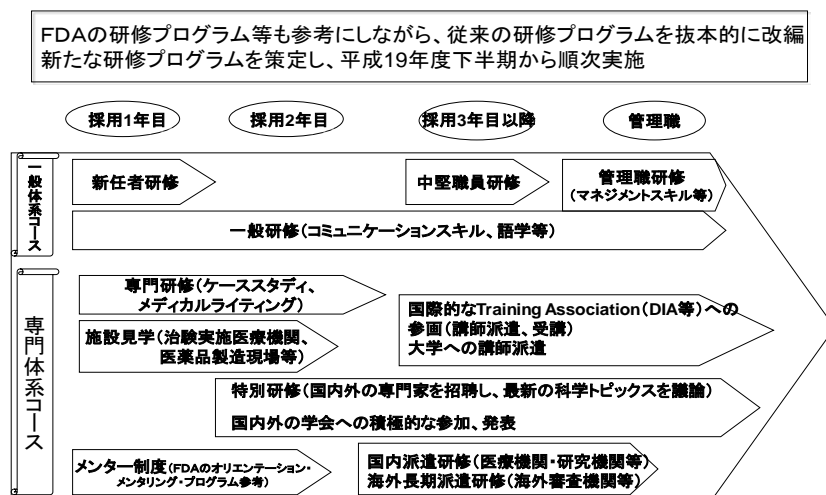 FDAの研修プログラム等も参考にしながら、従来の研修プログラムを抜本的に改編
新たな研修プログラムを策定し、平成19年度下半期から順次実施
採用1年目
採用2年目
採用3年目以降
管理職
一般体系コース
新任者研修
中堅職員研修
管理職研修
(マネジメントスキル等)
一般研修(コミュニケーションスキル、語学等)
専門体系コース
専門研修(ケーススタディ、
メディカルライティング)
施設見学(治験実施医療機関、
医薬品製造現場等)
国際的なTraining Association(DIA等)への
参画(講師派遣、受講)
大学への講師派遣
特別研修(国内外の専門家を招聘し、最新の科学トピックスを議論)
国内外の学会への積極的な参加、発表
メンター制度(FDAのオリエンテーション・
メンタリング・プログラム参考)
国内派遣研修(医療機関・研究機関等)
海外長期派遣研修(海外審査機関等)